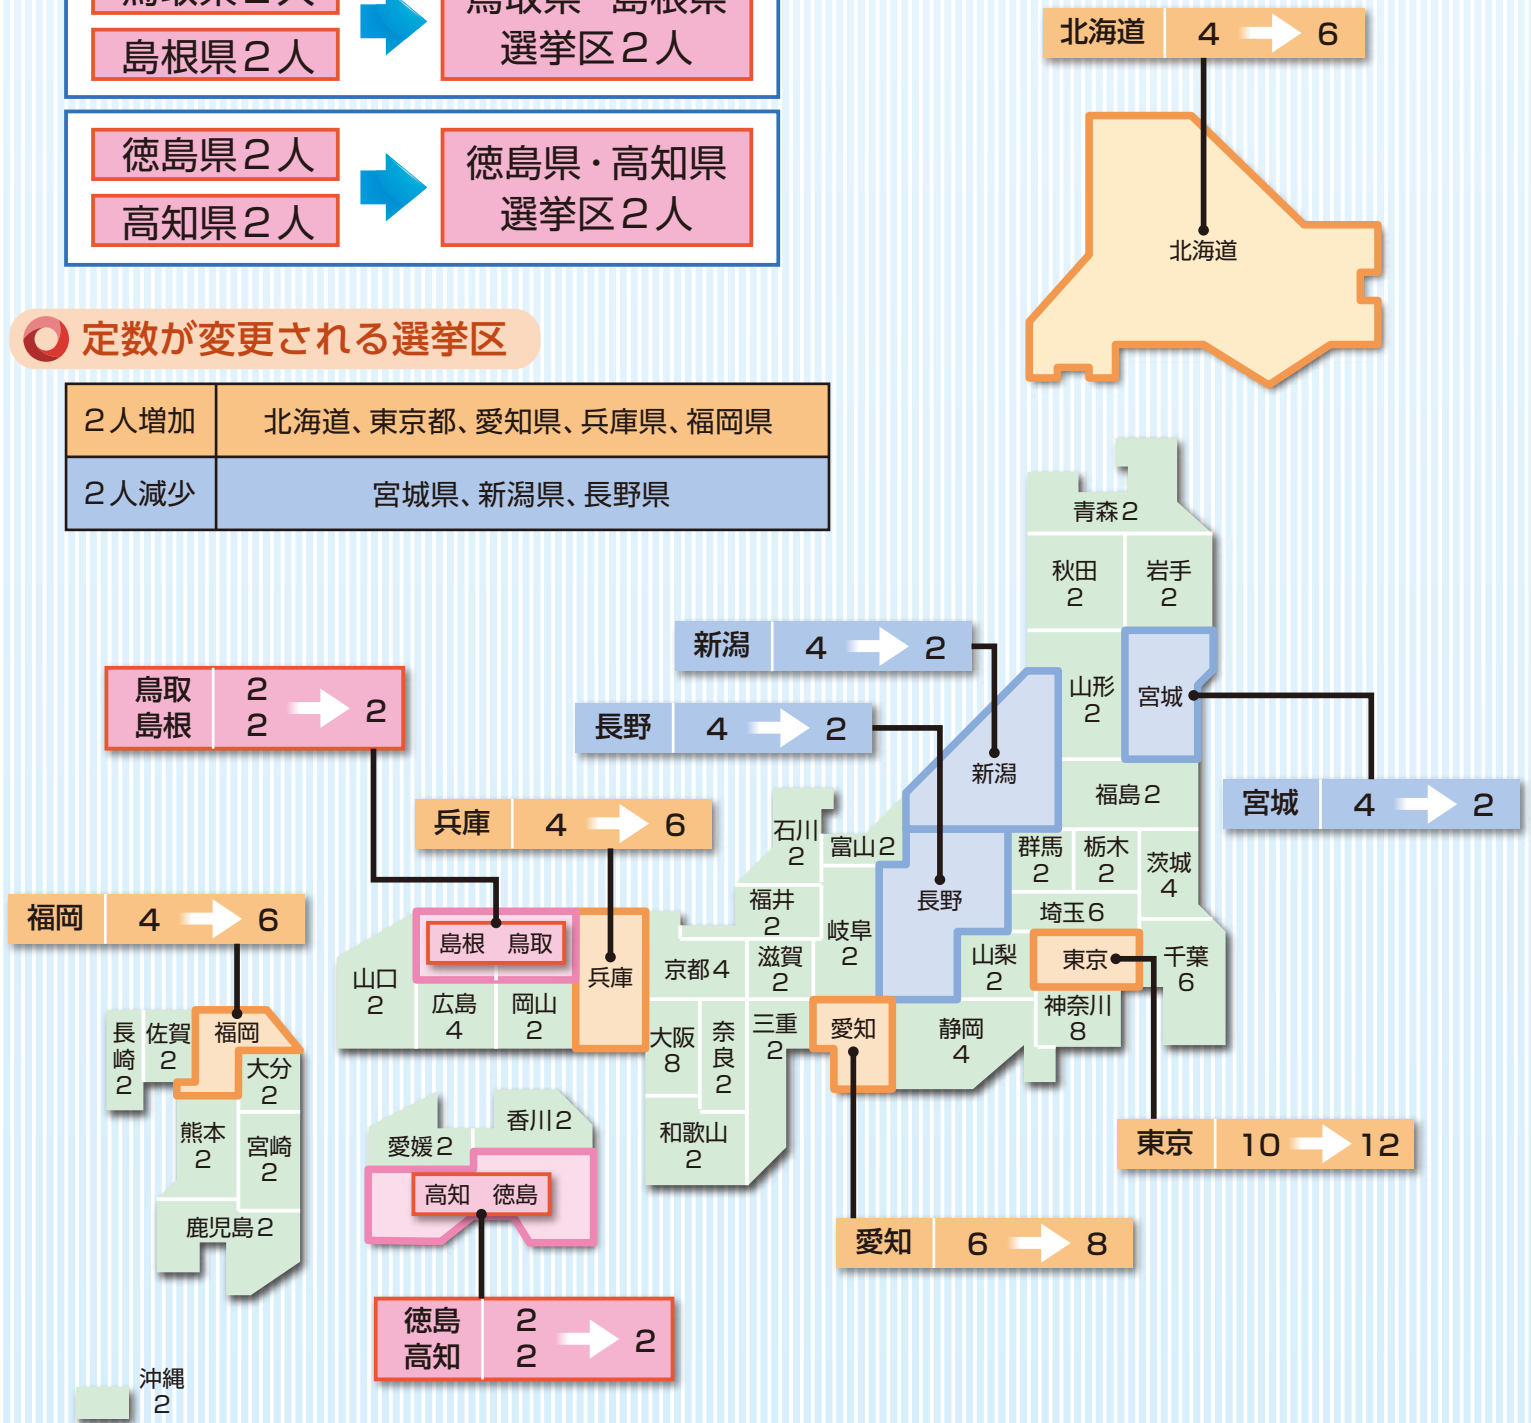 鳥取県2人
島根県2人
鳥取県・島根県
選挙区2人
徳島県2人
高知県2人
徳島県・高知県
選挙区2人
定数が変更される選挙区
2人増加 北海道、東京都、愛知県、兵庫県、福岡県
2人減少 宮城県、新潟県、長野県
北海道 4 6
北海道
青森2
秋田
2
岩手
2
新潟 4 2
山形
2
宮城
鳥取
島根
2
2
2
長野 4 2
新潟
福島2
宮城 4 2
兵庫 4 6
石川
2
富山2
群馬
2
栃木
2
茨城
4
福岡 4 6
福井
2
長野
埼玉6
島根 鳥取
岐阜
2
山梨
2
東京
千葉
6
山口
2
兵庫
京都4
滋賀
2
広島
4
岡山
2
神奈川
8
長崎
2
佐賀
2
福岡
大阪
8
奈良
2
三重
2
愛知
静岡
4
大分
2
熊本
2
宮崎
2
愛媛2
香川2
和歌山
2
東京 10 12
高知 徳島
鹿児島2
愛知 6 8
徳島
高知
2
2
2
沖縄
2